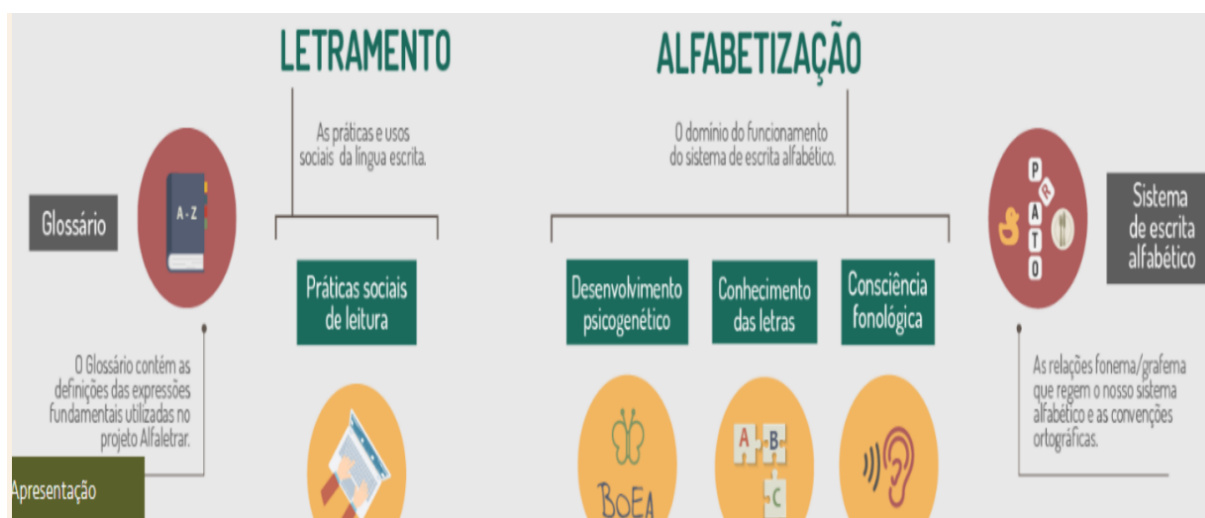 LETRAMENTO
As práticas e usos
sociais da língua escrita.
ALFABETIZAÇÃO
O domínio do funcionamento
do sistema de escrita alfabético.
Glossário
A - Z
O Glossário contém as
definições das expressões
fundamentais utilizadas no
projeto Alfaletrar.
Apresentação
Práticas sociais
de leitura
Desenvolvimento
psicogenético
BOEA
Conhecimento
das letras
A
B
C
Consciência
fonológica
P
R
A
T
O
Sistema
de escrita
alfabético
As relações fonema/grafema
que regem o nosso sistema
alfabético e as convenções
ortográficas.